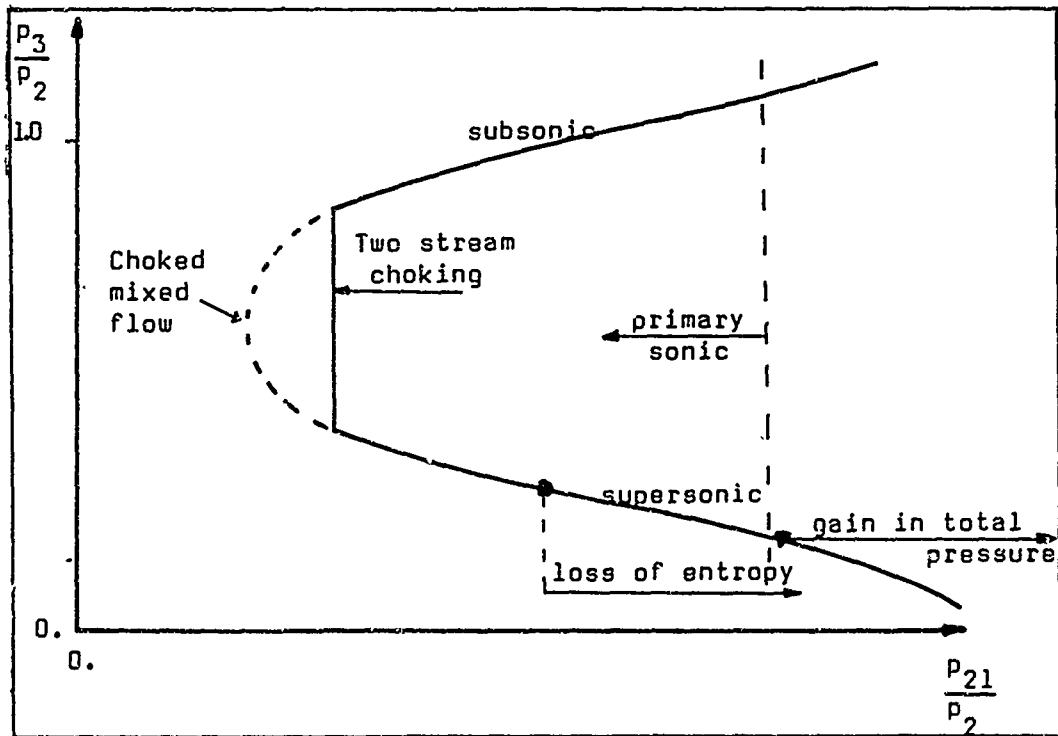 p3
p2
1.0
subsonic
Two stream
choking
Choked
mixed
flow
primary
sonic
supersonic
gain in total
pressure
loss of entropy
0.
0.
p21
p2